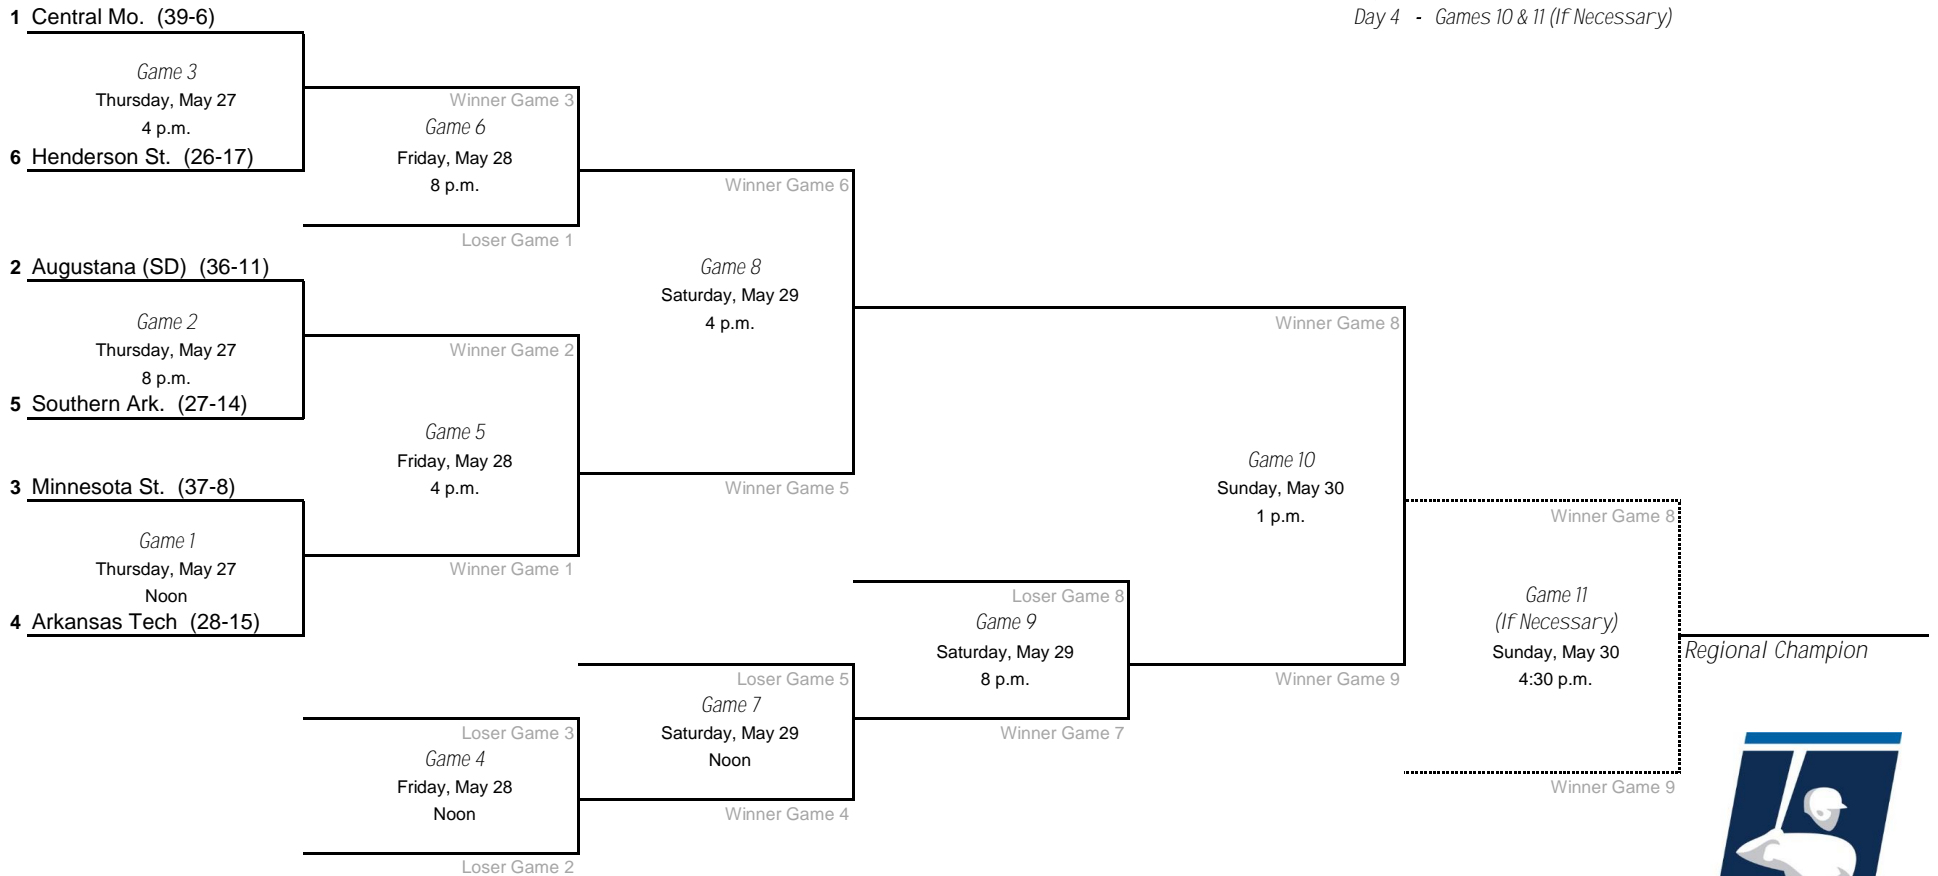 1 Central Mo. (39-6)
Day 4 - Games 10 & 11 (If Necessary)
Game 3
Thursday, May 27
4 p.m.
6 Henderson St. (26-17)
Winner Game 3
Game 6
Friday, May 28
8 p.m.
Loser Game 1
2 Augustana (SD) (36-11)
Game 2
Thursday, May 27
8 p.m.
5 Southern Ark. (27-14)
Winner Game 2
Game 5
Friday, May 28
4 p.m.
Winner Game 1
3 Minnesota St. (37-8)
Game 1
Thursday, May 27
Noon
4 Arkansas Tech (28-15)
Winner Game 6
Game 8
Saturday, May 29
4 p.m.
Winner Game 5
Loser Game 3
Game 4
Friday, May 28
Noon
Loser Game 2
Loser Game 5
Game 7
Saturday, May 29
Noon
Winner Game 4
Loser Game 8
Game 9
Saturday, May 29
8 p.m.
Winner Game 7
Winner Game 8
Game 10
Sunday, May 30
1 p.m.
Winner Game 9
Winner Game 8
Game 11
(If Necessary)
Sunday, May 30
4:30 p.m.
Winner Game 9
Regional Champion